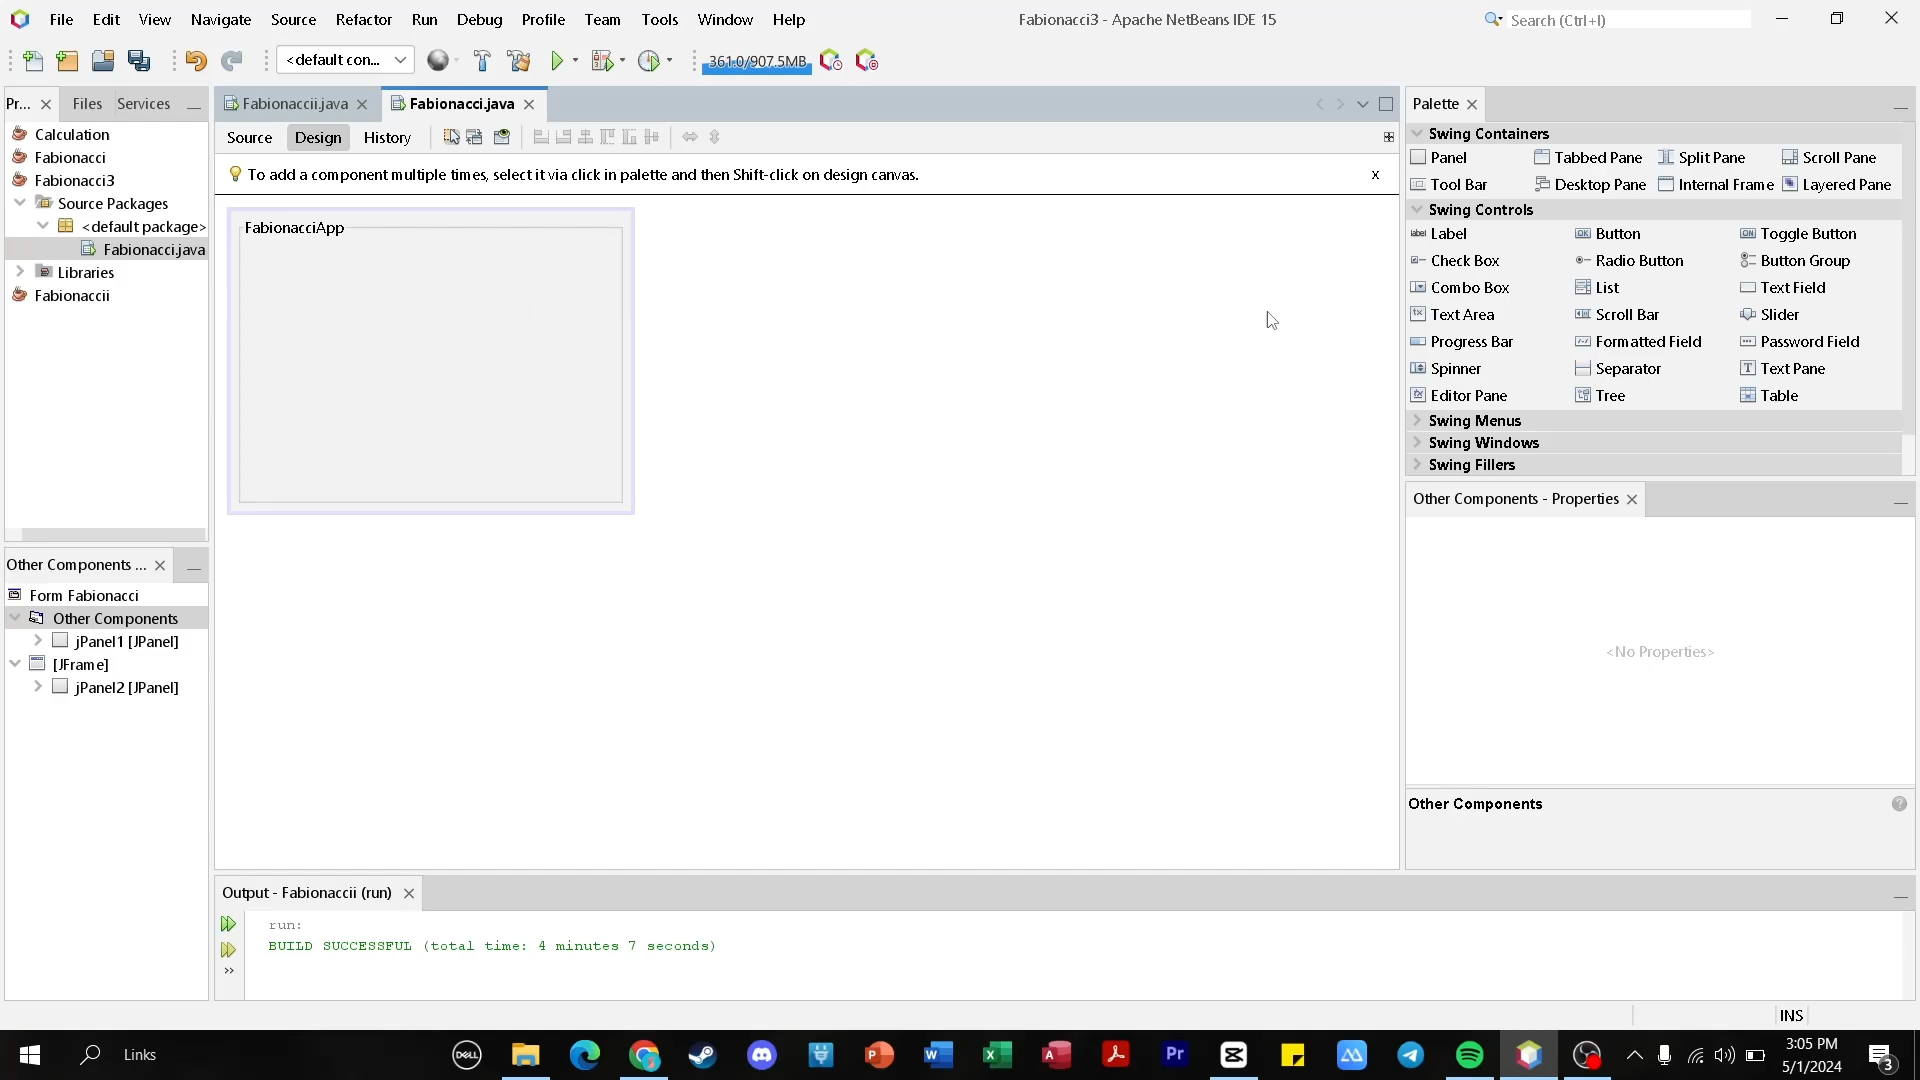 File Edit View Navigate Source Refactor Run Debug Profile Team Tools Window Help
Fabionacci3 - Apache NetBeans IDE 15
Search (Ctrl+I)
<default con...
361.0/907.5MB
Pr...
Files
Services
Fabionaccii.java
Fabionacci.java
Palette
Source
Design
History
To add a component multiple times, select it via click in palette and then Shift-click on design canvas.
x
Calculation
Fabionacci
Fabionacci3
Source Packages
<default package>
Fabionacci.java
Libraries
Fabionaccii
FabionacciApp
Swing Containers
Panel
Tabbed Pane
Split Pane
Scroll Pane
Tool Bar
Desktop Pane
Internal Frame
Layered Pane
Swing Controls
Label
Button
Toggle Button
Check Box
Radio Button
Button Group
Combo Box
List
Text Field
Text Area
Scroll Bar
Slider
Progress Bar
Formatted Field
Password Field
Spinner
Separator
Text Pane
Editor Pane
Tree
Table
Swing Menus
Swing Windows
Swing Fillers
Other Components ...
Form Fabionacci
Other Components
jPanel1 [JPanel]
[JFrame]
jPanel2 [JPanel]
Other Components - Properties
<No Properties>
Other Components
Output - Fabionaccii (run)
run:
BUILD SUCCESSFUL (total time: 4 minutes 7 seconds)
INS
Links
DELL
3:05 PM
5/1/2024
3